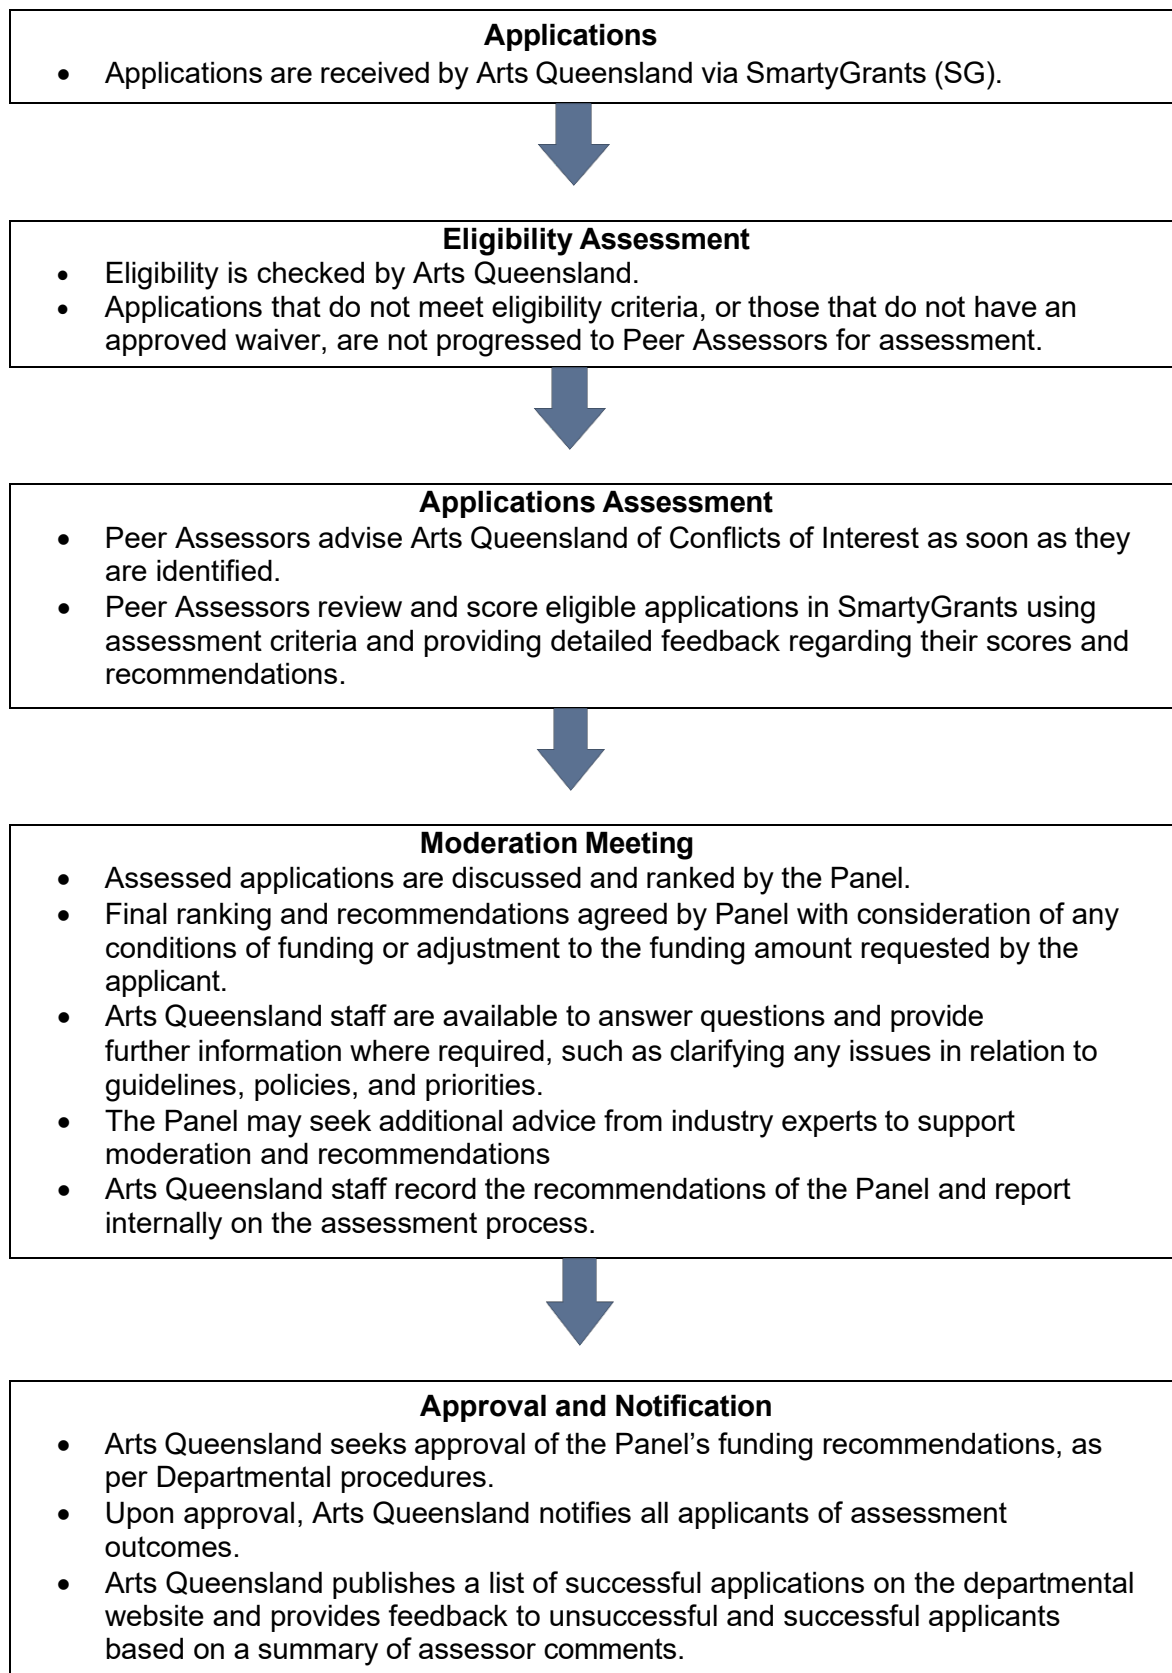 Applications
• Applications are received by Arts Queensland via SmartyGrants (SG).
Eligibility Assessment
• Eligibility is checked by Arts Queensland.
• Applications that do not meet eligibility criteria, or those that do not have an
approved waiver, are not progressed to Peer Assessors for assessment.
Applications Assessment
• Peer Assessors advise Arts Queensland of Conflicts of Interest as soon as they
are identified.
• Peer Assessors review and score eligible applications in SmartyGrants using
assessment criteria and providing detailed feedback regarding their scores and
recommendations.
Moderation Meeting
• Assessed applications are discussed and ranked by the Panel.
• Final ranking and recommendations agreed by Panel with consideration of any
conditions of funding or adjustment to the funding amount requested by the
applicant.
• Arts Queensland staff are available to answer questions and provide
further information where required, such as clarifying any issues in relation to
guidelines, policies, and priorities.
• The Panel may seek additional advice from industry experts to support
moderation and recommendations
• Arts Queensland staff record the recommendations of the Panel and report
internally on the assessment process.
Approval and Notification
• Arts Queensland seeks approval of the Panel’s funding recommendations, as
per Departmental procedures.
• Upon approval, Arts Queensland notifies all applicants of assessment
outcomes.
• Arts Queensland publishes a list of successful applications on the departmental
website and provides feedback to unsuccessful and successful applicants
based on a summary of assessor comments.